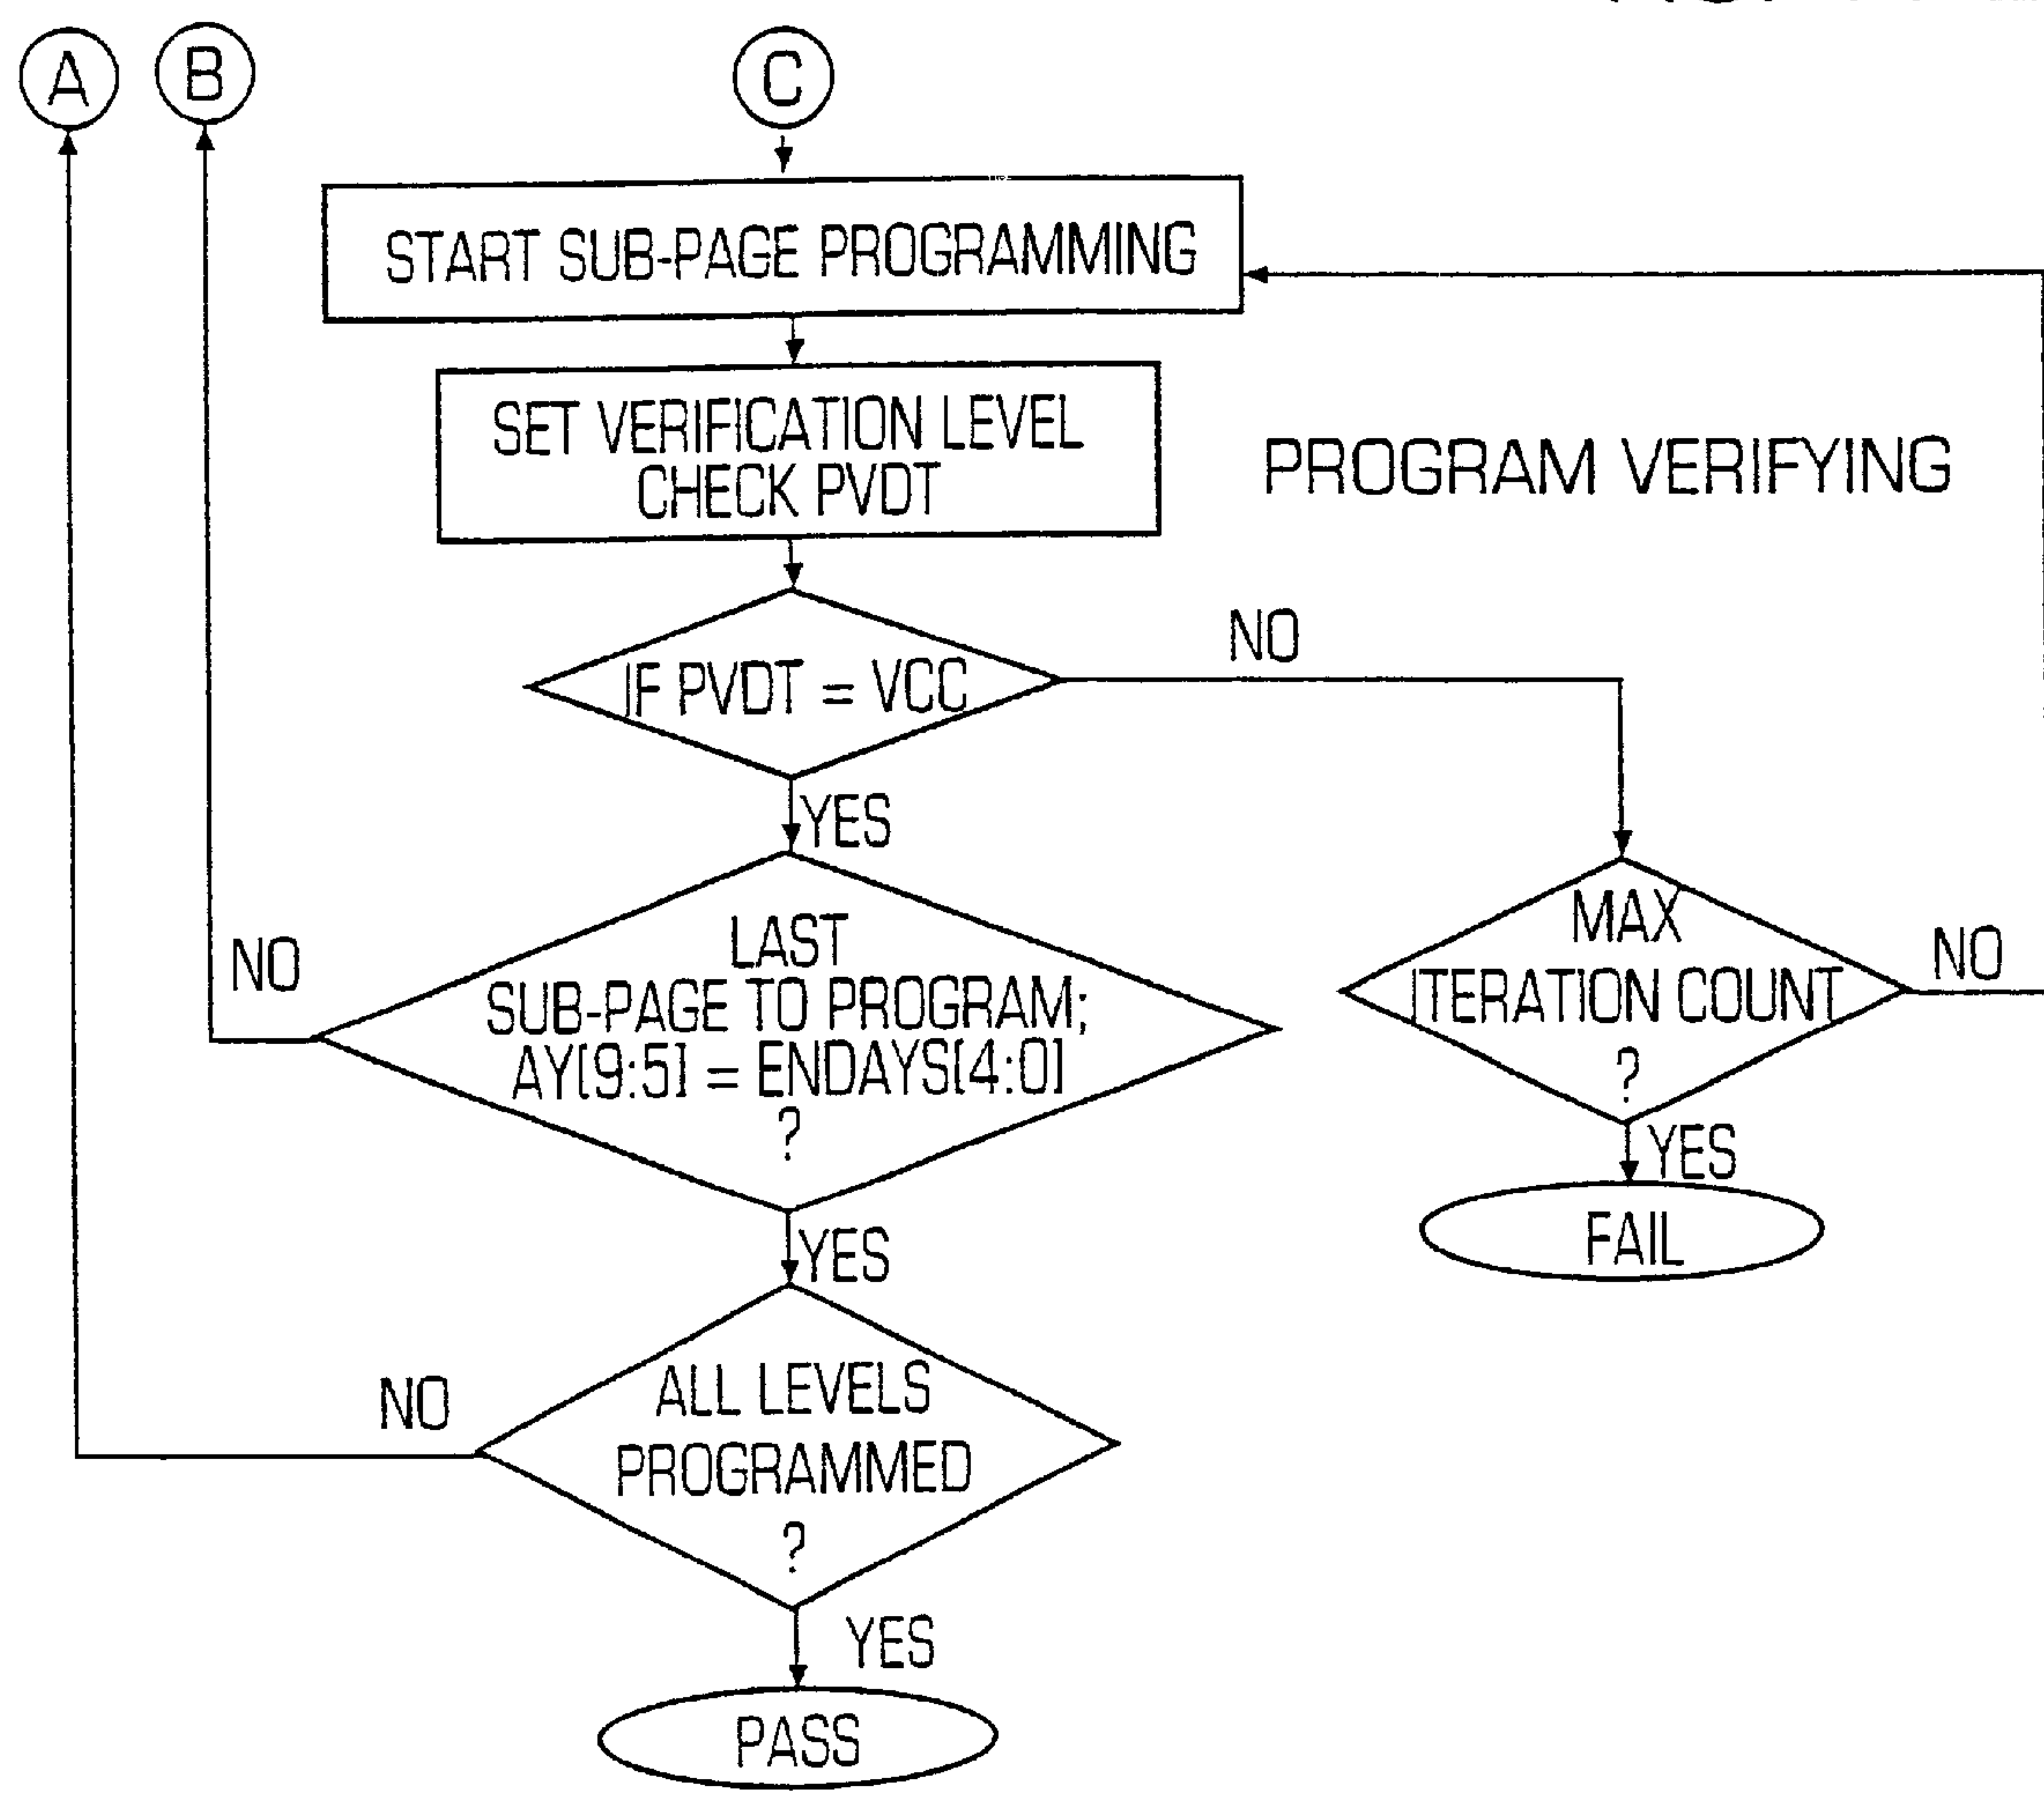 A
B
C
START SUB-PAGE PROGRAMMING
SET VERIFICATION LEVEL
CHECK PVDT
PROGRAM VERIFYING
IF PVDT = VCC
NO
YES
LAST
SUB-PAGE TO PROGRAM;
AY[9:5] = ENDAYS[4:0]
?
NO
MAX
ITERATION COUNT
?
NO
YES
FAIL
YES
ALL LEVELS
PROGRAMMED
?
NO
YES
PASS